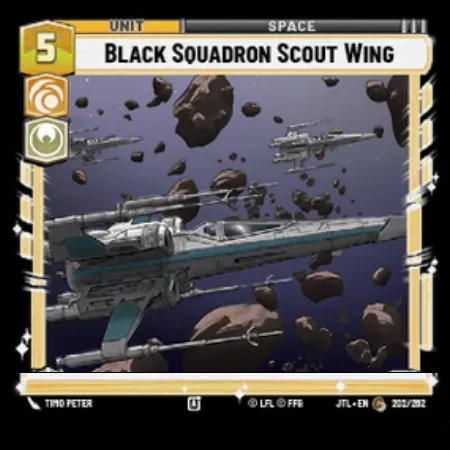 UNIT
SPACE
5
BLACK SQUADRON SCOUT WING
TIMO PETER
A
© LFL © FFG
JTL • EN
202/262